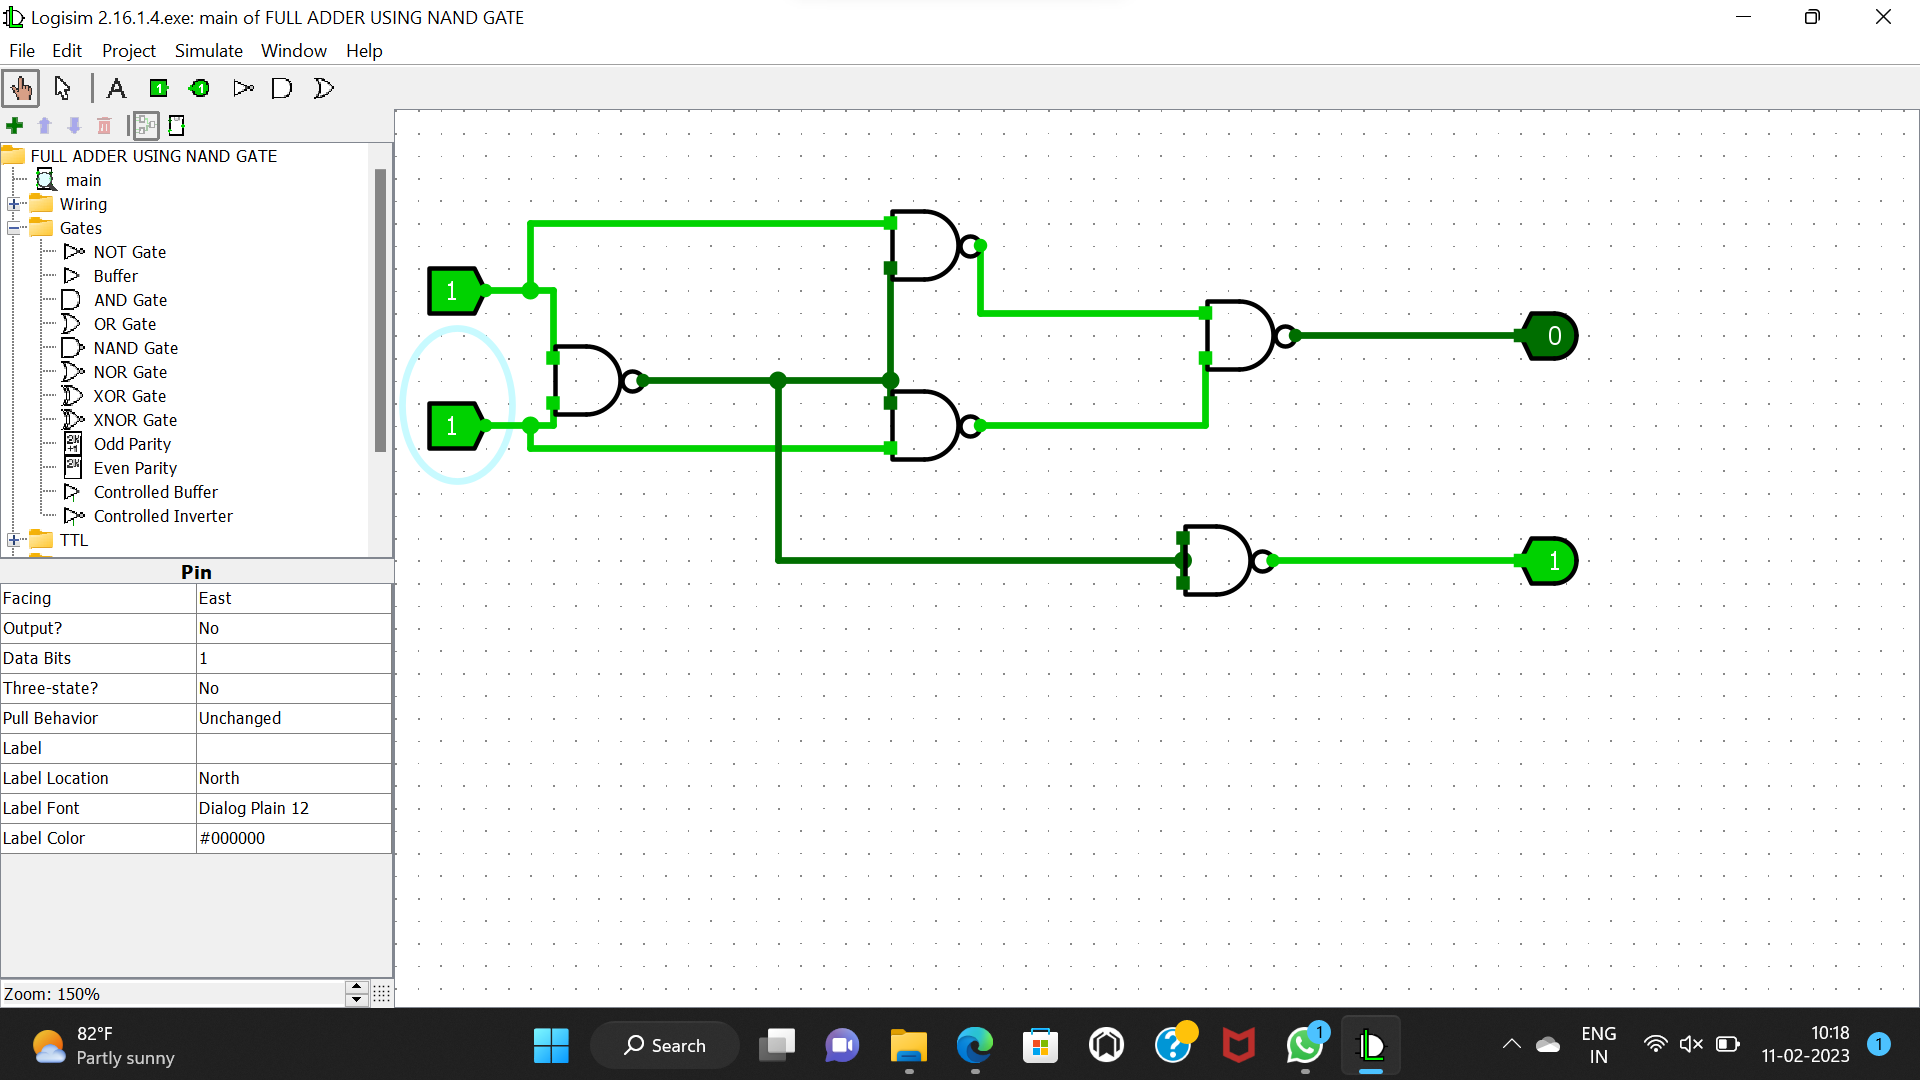 Logisim 2.16.1.4.exe: main of FULL ADDER USING NAND GATE
File Edit Project Simulate Window Help
A 1 1
FULL ADDER USING NAND GATE
main
Wiring
Gates
NOT Gate
Buffer
AND Gate
OR Gate
NAND Gate
NOR Gate
XOR Gate
XNOR Gate
Odd Parity
Even Parity
Controlled Buffer
Controlled Inverter
TTL
Pin
Facing East
Output? No
Data Bits 1
Three-state? No
Pull Behavior Unchanged
Label
Label Location North
Label Font Dialog Plain 12
Label Color #000000
Zoom: 150%
1
1
0
1
82°F
Partly sunny
Search
1
ENG
IN
10:18
11-02-2023
1